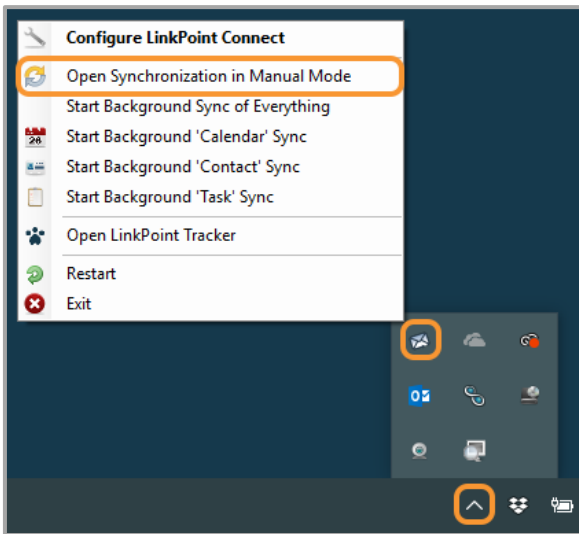 Configure LinkPoint Connect
Open Synchronization in Manual Mode
Start Background Sync of Everything
Start Background 'Calendar' Sync
26
Start Background 'Contact' Sync
Start Background 'Task' Sync
Open LinkPoint Tracker
Restart
Exit